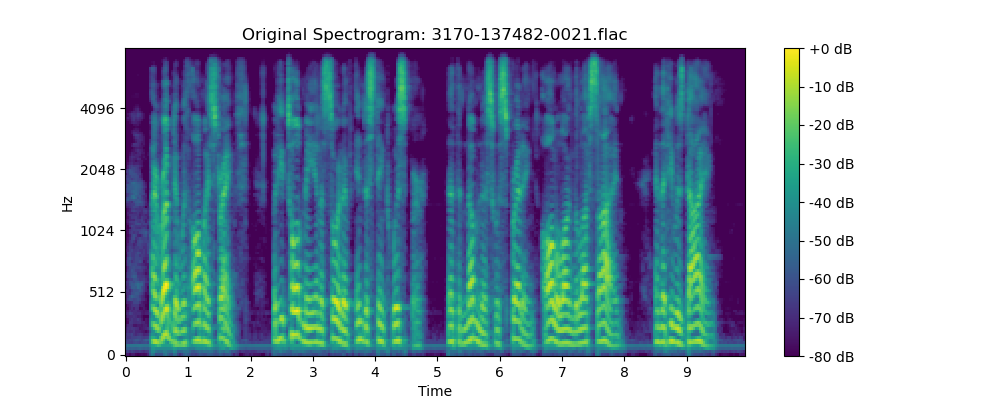 Original Spectrogram: 3170-137482-0021.flac
Hz
4096
2048
1024
512
0
0 1 2 3 4 5 6 7 8 9
Time
+0 dB
-10 dB
-20 dB
-30 dB
-40 dB
-50 dB
-60 dB
-70 dB
-80 dB